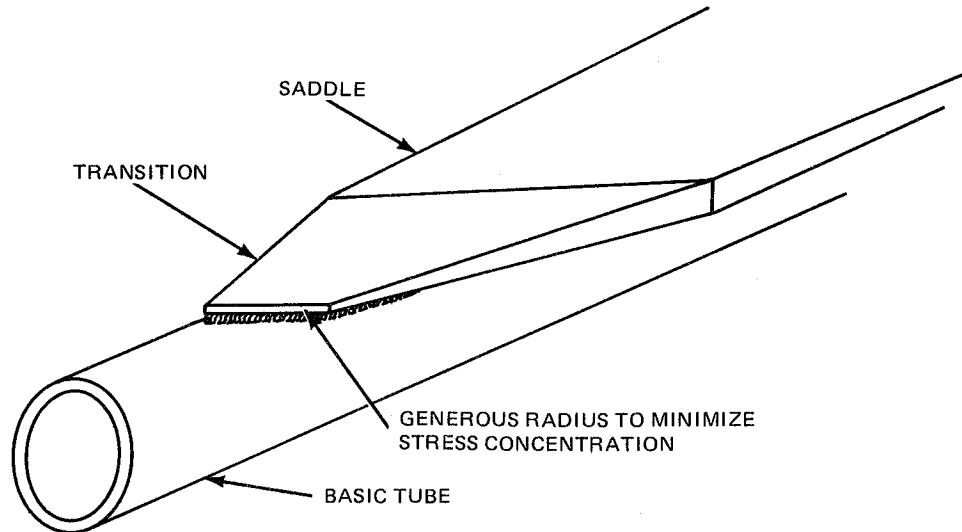 SADDLE
TRANSITION
GENEROUS RADIUS TO MINIMIZE
STRESS CONCENTRATION
BASIC TUBE